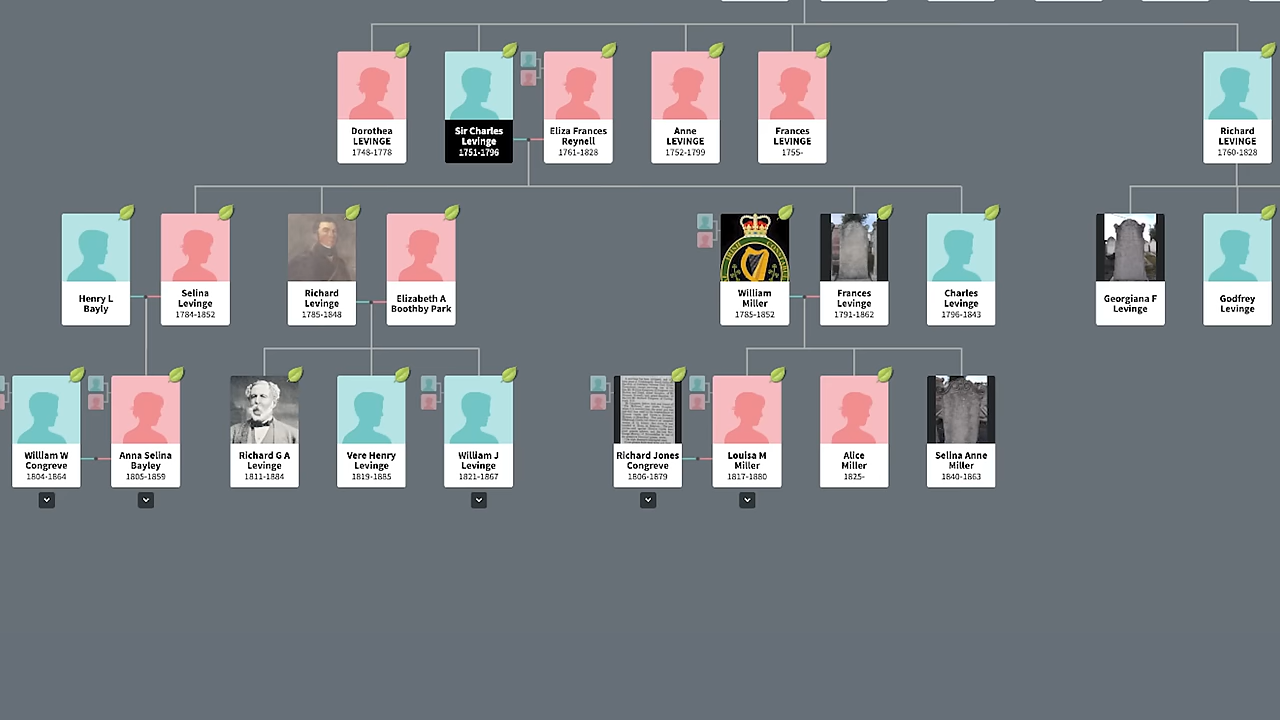 Dorothea
LEVINGE
1748-1778
Sir Charles
Levinge
1751-1796
Eliza Frances
Reynell
1761-1828
Anne
LEVINGE
1752-1799
Frances
LEVINGE
1755-
Richard
LEVINGE
1760-1828
Henry L
Bayly
Selina
Levinge
1784-1852
Richard
Levinge
1785-1848
Elizabeth A
Boothby Park
William
Miller
1785-1852
Frances
Levinge
1791-1862
Charles
Levinge
1796-1843
Georgiana F
Levinge
Godfrey
Levinge
William W
Congreve
1804-1864
Anna Selina
Bayley
1805-1859
Richard G A
Levinge
1811-1884
Vere Henry
Levinge
1819-1885
William J
Levinge
1821-1867
Richard Jones
Congreve
1806-1879
Louisa M
Miller
1817-1880
Alice
Miller
1825-
Selina Anne
Miller
1840-1863